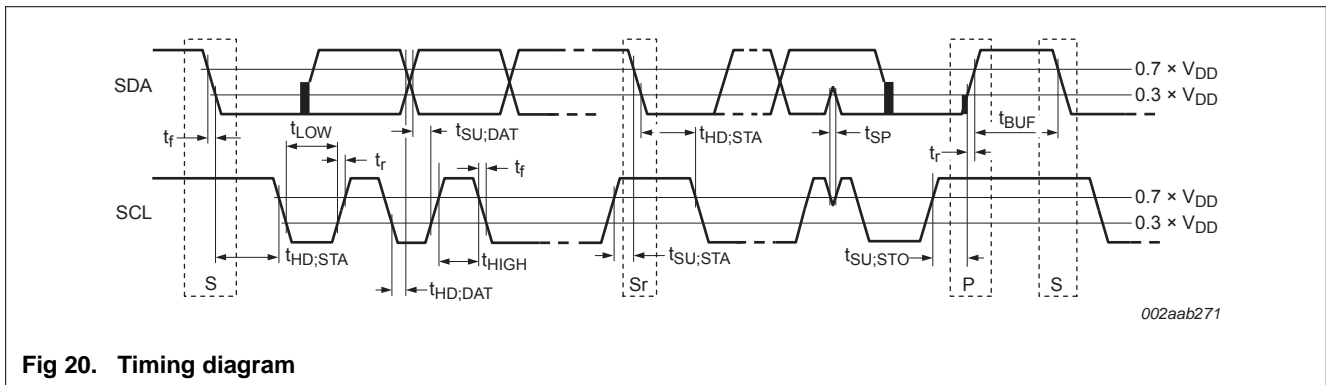 0.7 × VDD
SDA
0.3 × VDD
tLOW
tSU;DAT
tf
tr
tf
tHD;STA
tSP
tBUF
tr
SCL
0.7 × VDD
0.3 × VDD
tHD;STA
tHIGH
tSU;STA
tSU;STO
S
tHD;DAT
Sr
P
S
002aab271
Fig 20. Timing diagram